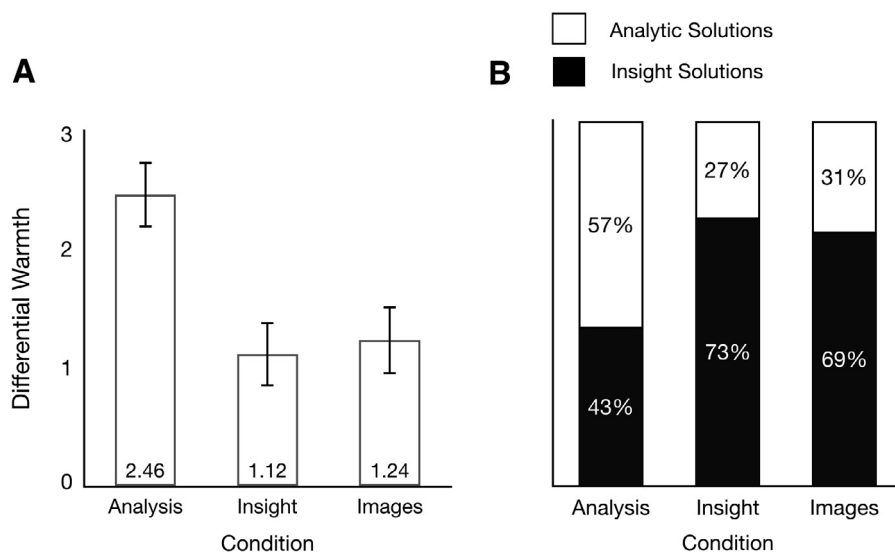 Analytic Solutions
Insight Solutions
A
B
Differential Warmth
3
2
1
0
2.46
1.12
1.24
Analysis
Insight
Images
Condition
57%
27%
31%
43%
73%
69%
Analysis
Insight
Images
Condition